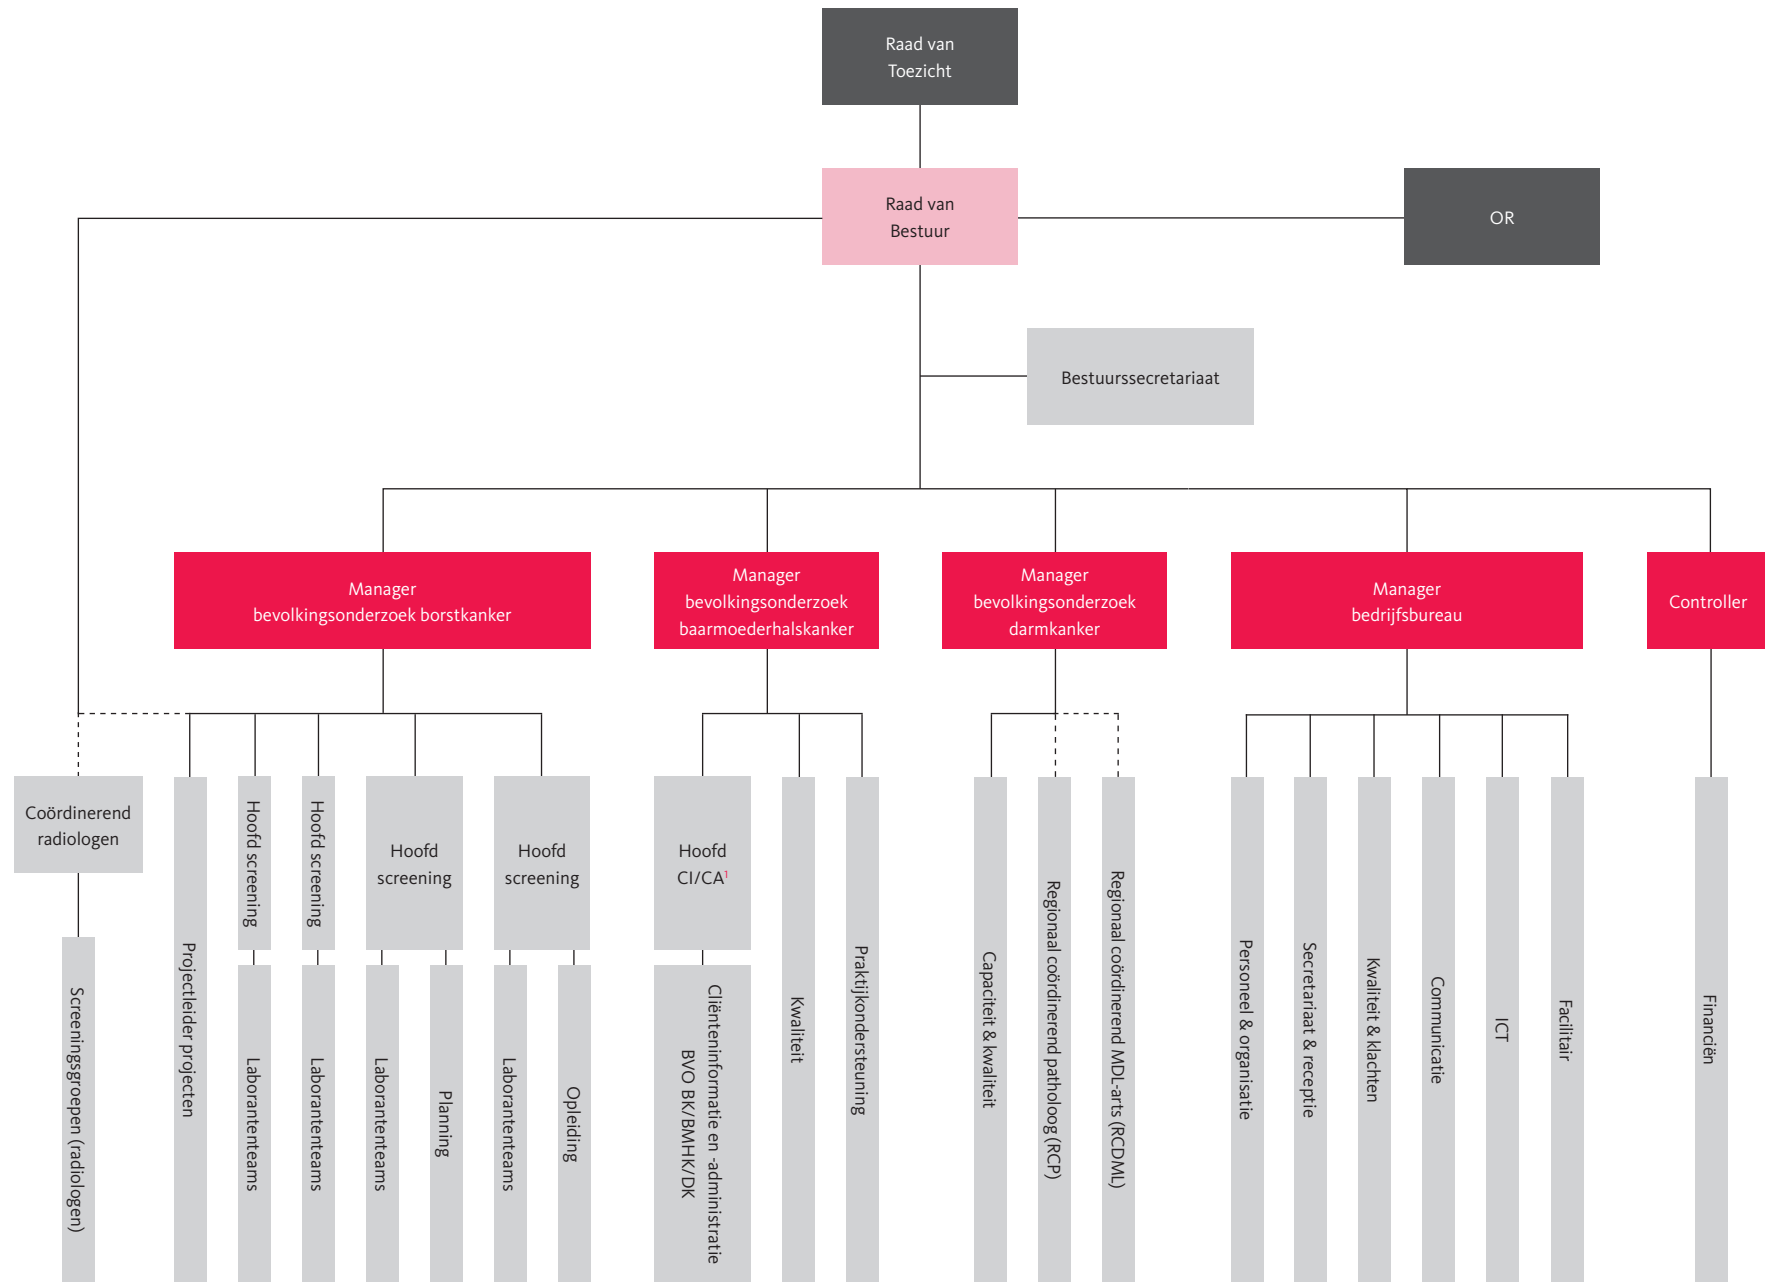 Raad van
Toezicht
Raad van
Bestuur
OR
Bestuurssecretariaat
Manager
bevolkingsonderzoek borstkanker
Manager
bevolkingsonderzoek
baarmoederhalskanker
Manager
bevolkingsonderzoek
darmkanker
Manager
bedrijfsbureau
Controller
Coördinerend
radiologen
Screeningsgroepen (radiologen)
Projectleider projecten
Hoofd screening
Laborantenteams
Hoofd screening
Laborantenteams
Hoofd
screening
Laborantenteams
Planning
Hoofd
screening
Laborantenteams
Opleiding
Hoofd
CI/CA¹
Cliënteninformatie en -administratie
BVO BK/BMHK/DK
Kwaliteit
Praktijkondersteuning
Capaciteit & kwaliteit
Regionaal coördinerend patholoog (RCP)
Regionaal coördinerend MDL-arts (RCDML)
Personeel & organisatie
Secretariaat & receptie
Kwaliteit & klachten
Communicatie
ICT
Facilitair
Financiën